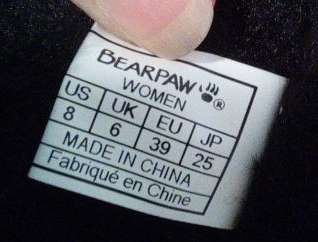 BEARPAW ®
WOMEN
US UK EU JP
8 6 39 25
MADE IN CHINA
Fabriqué en Chine